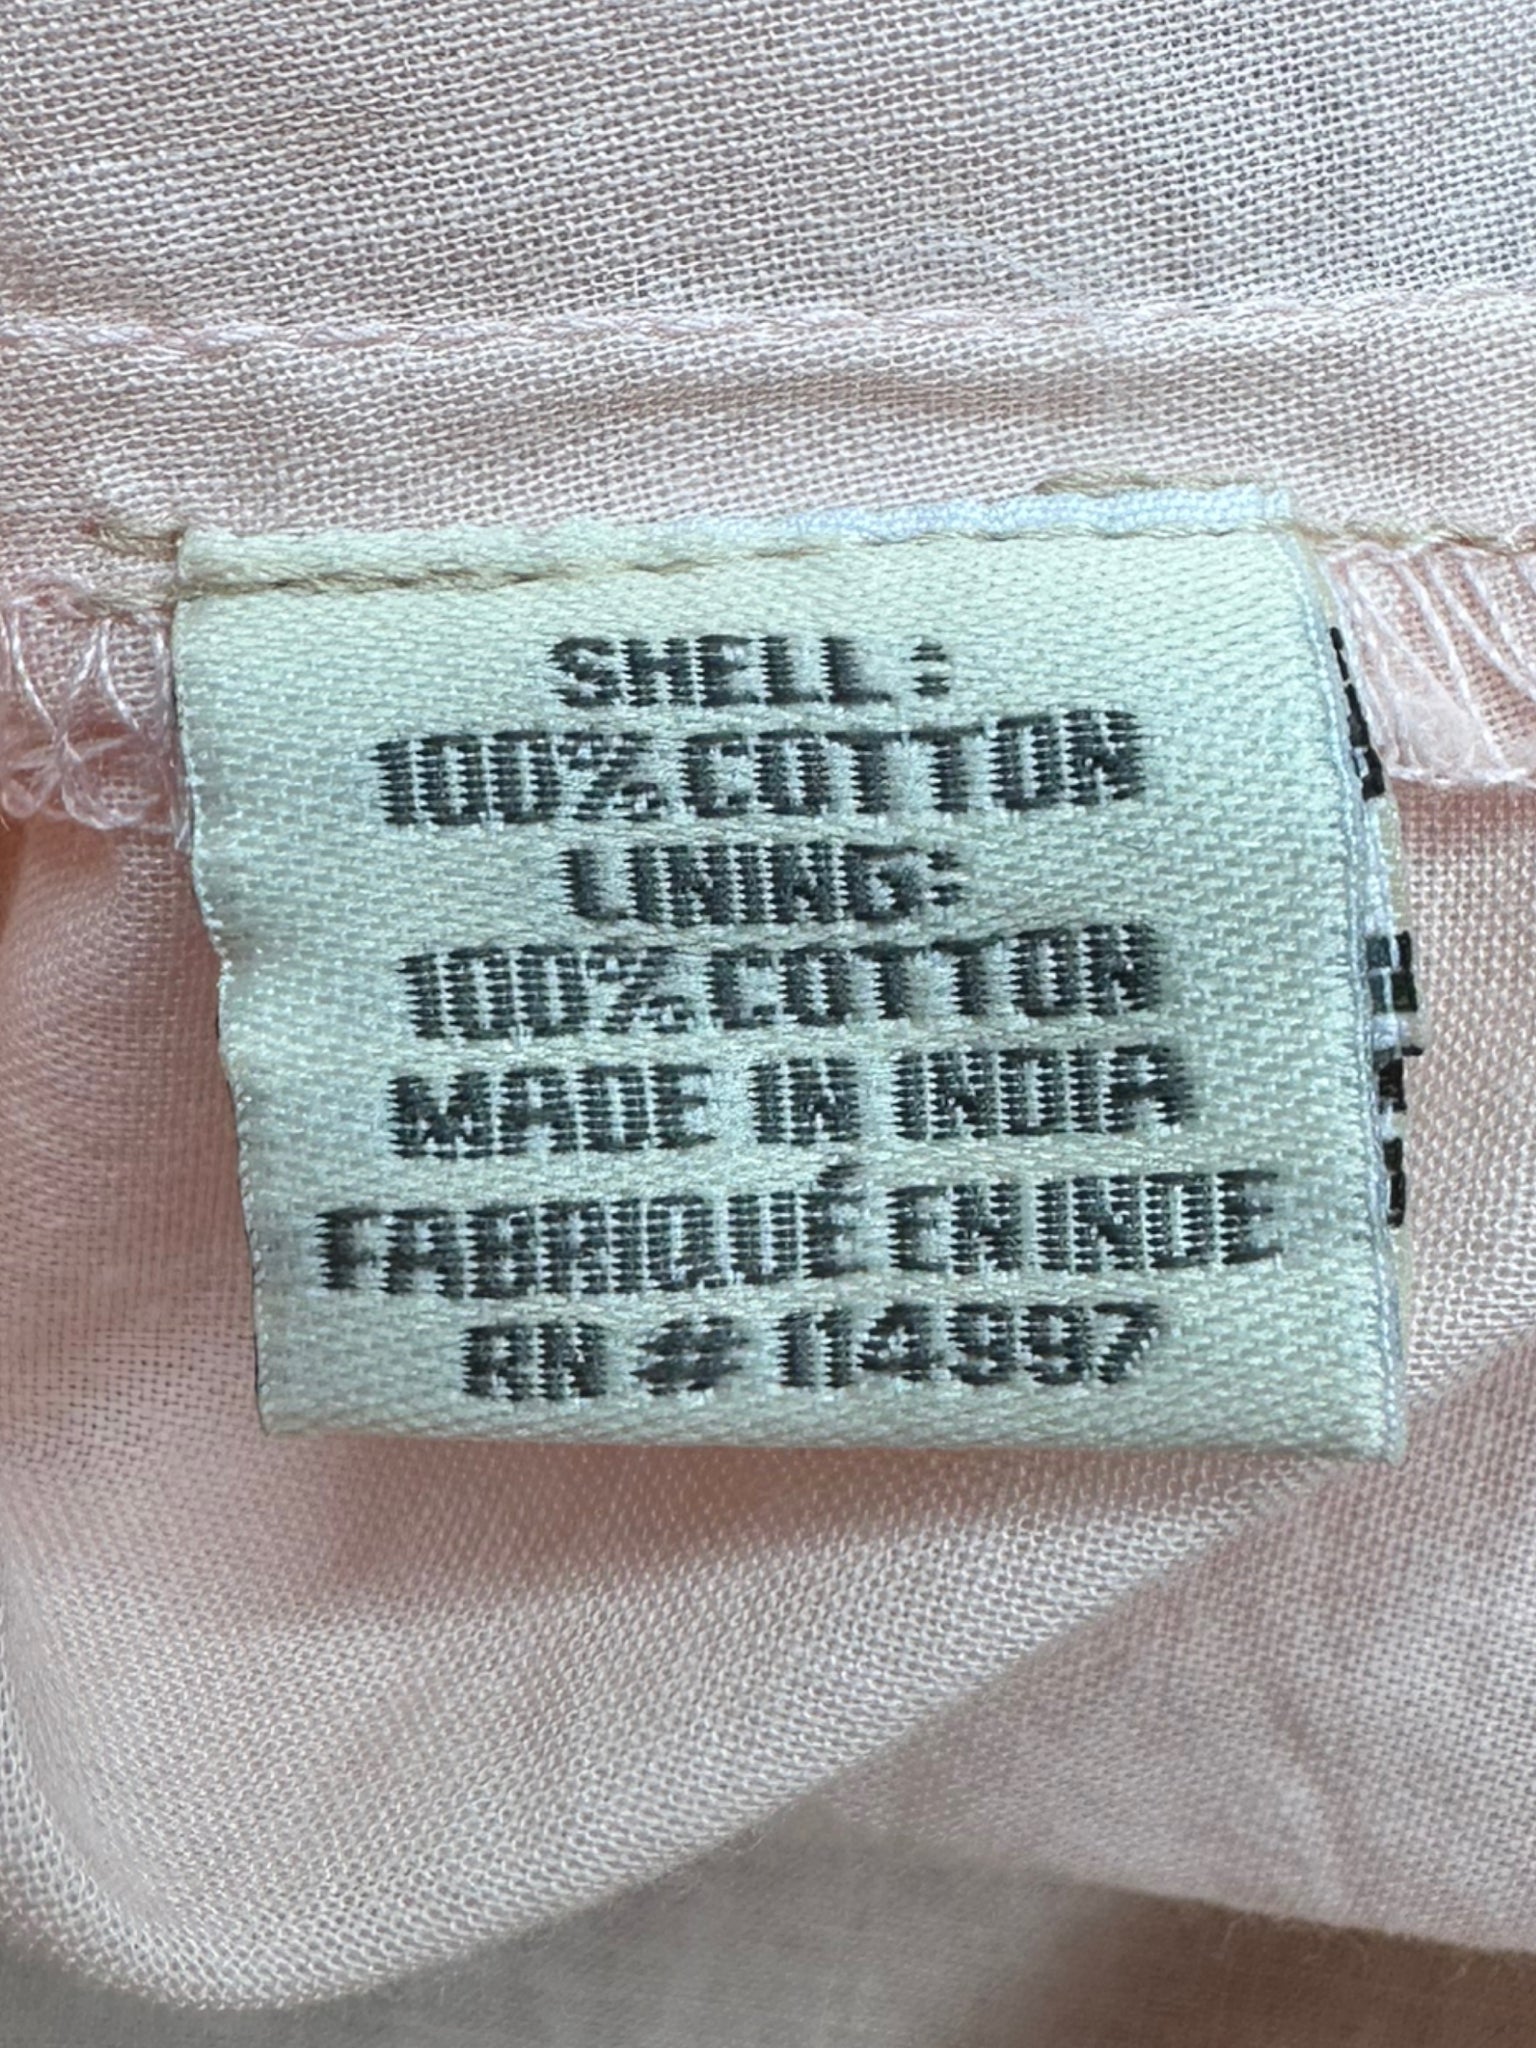 SHELL:
100% COTTON
LINING:
100% COTTON
MADE IN INDIA
FABRIQUÉ EN INDE
RN # 114997